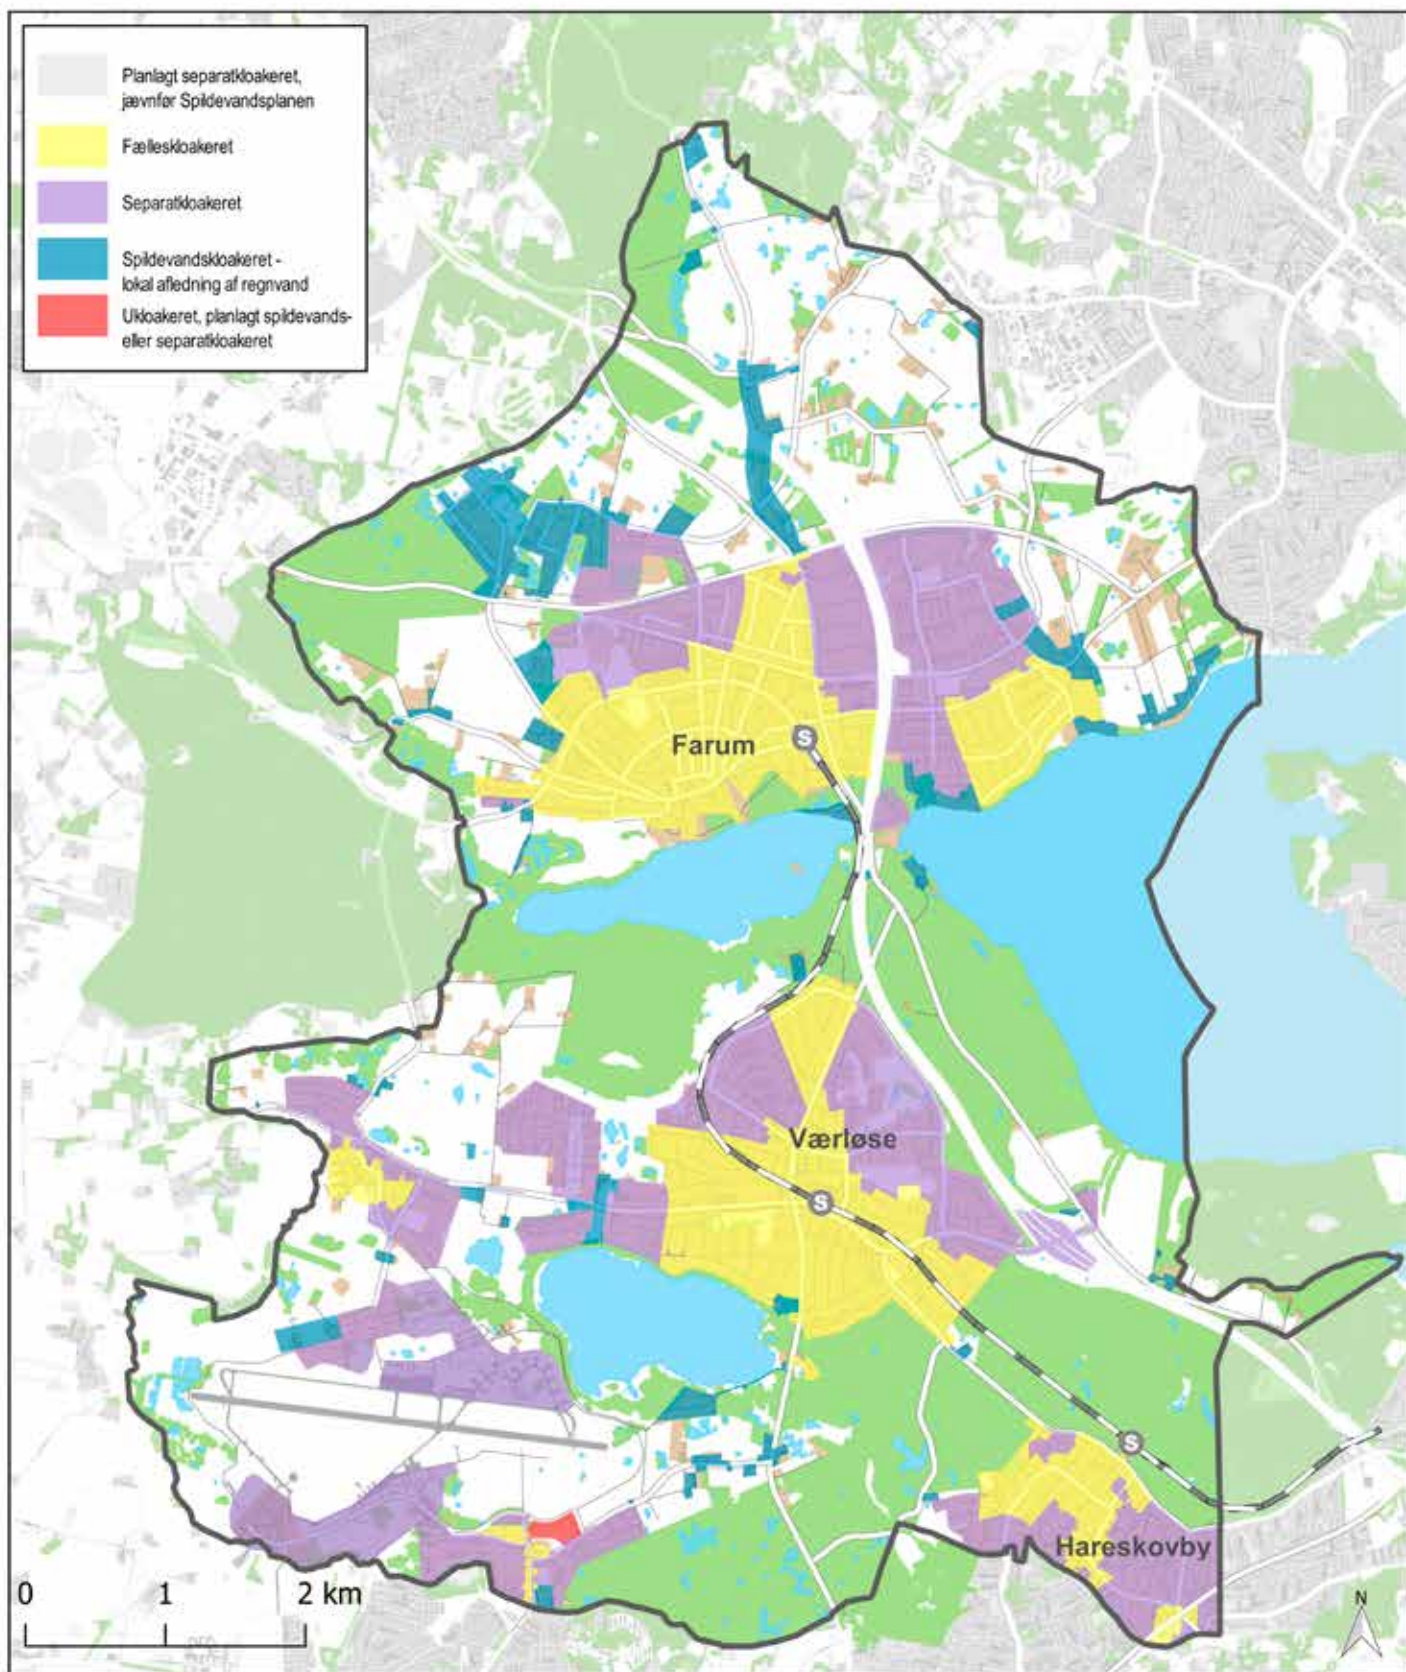 Planlagt separatkloakeret,
jævnfør Spildevandsplanen
Fælleskloakeret
Separatkloakeret
Spildevandskloakeret -
lokal afledning af regnvand
Ukloakeret, planlagt spildevands-
eller separatkloakeret
Farum
S
Værløse
S
S
Hareskovby
0 1 2 km
N